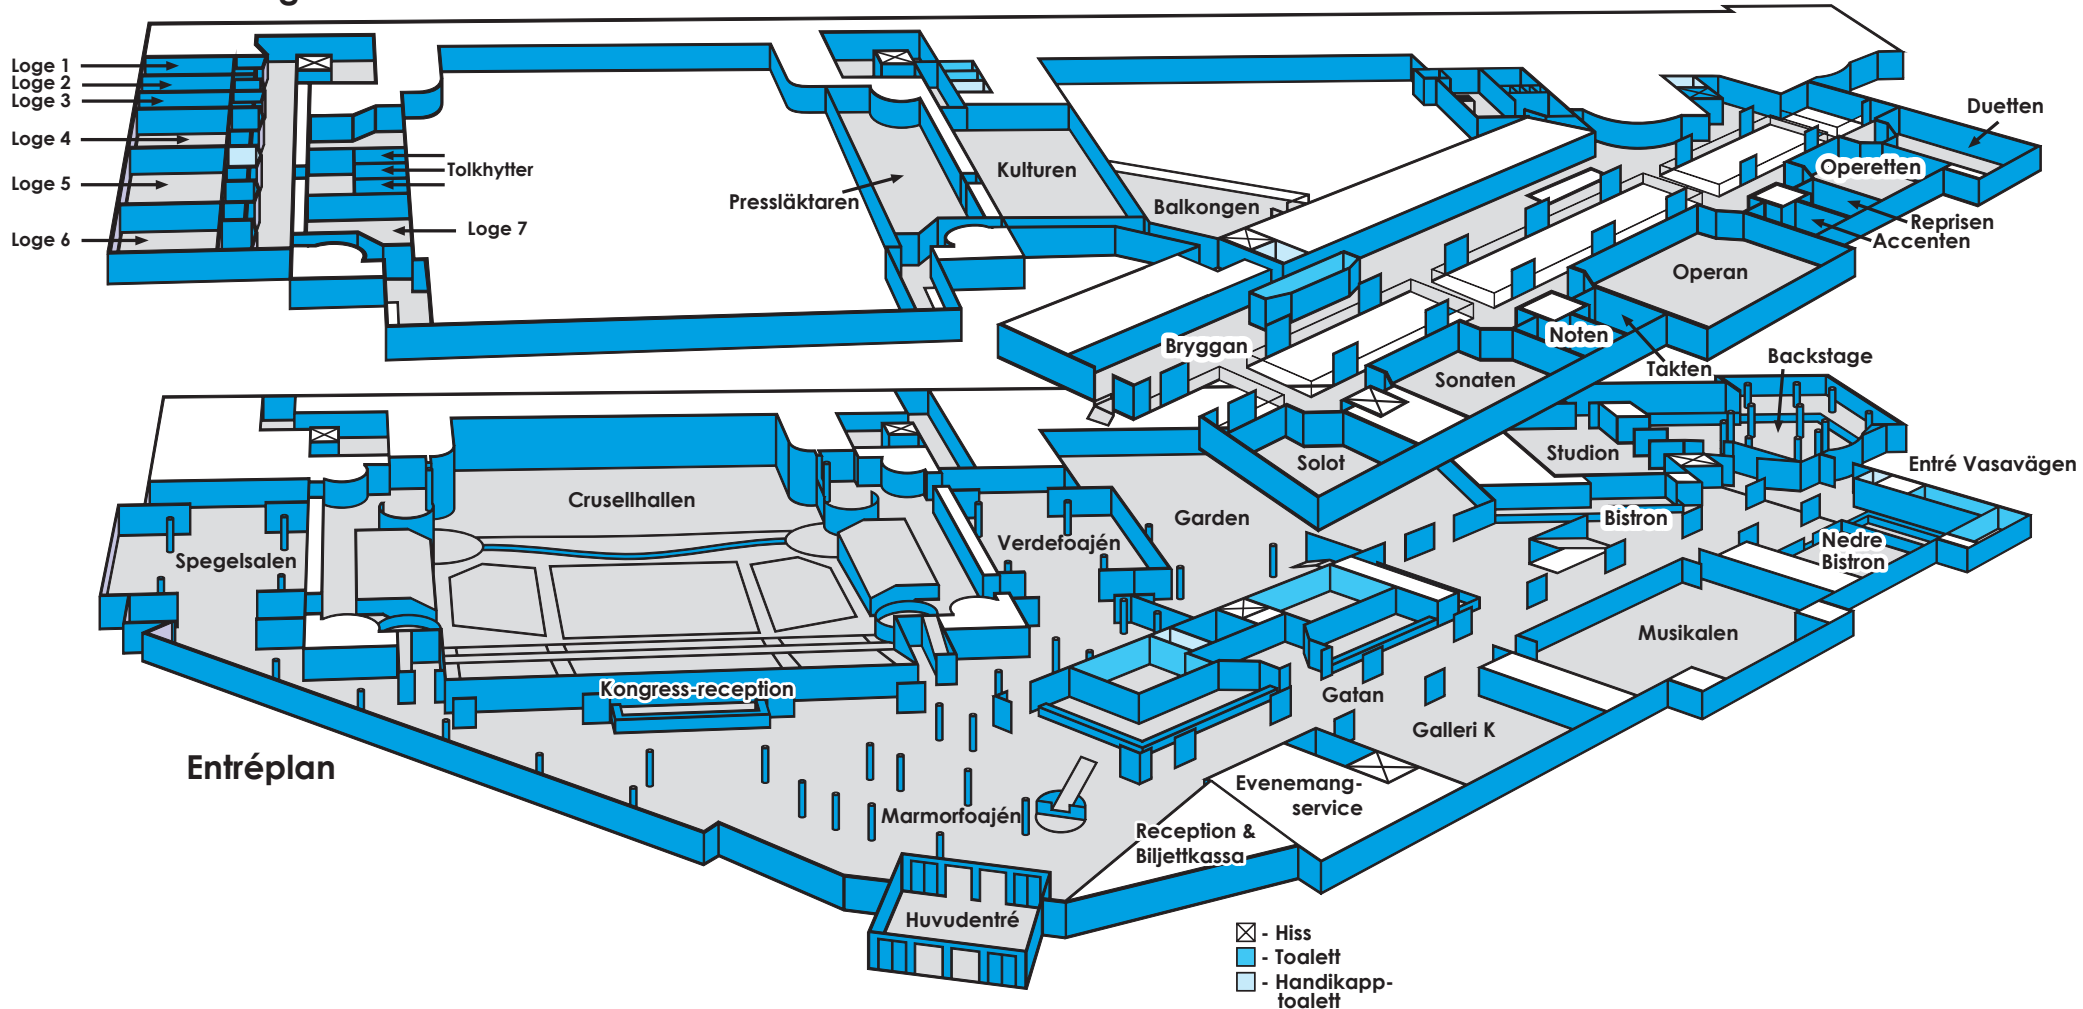 Loge 1
Loge 2
Loge 3
Loge 4
Loge 5
Loge 6
Tolkhytter
Loge 7
Pressläktaren
Kulturen
Balkongen
Duetten
Operetten
Reprisen
Accenten
Operan
Noten
Takten
Bryggan
Sonaten
Solot
Backstage
Studion
Entré Vasavägen
Bistron
Nedre
Bistron
Crusellhallen
Spegelsalen
Verdefoajén
Garden
Musikalen
Kongress-reception
Gatan
Galleri K
Entréplan
Evenemang-
service
Marmorfoajén
Reception &
Biljettkassa
Huvudentré
- Hiss
- Toalett
- Handikapp-
toalett